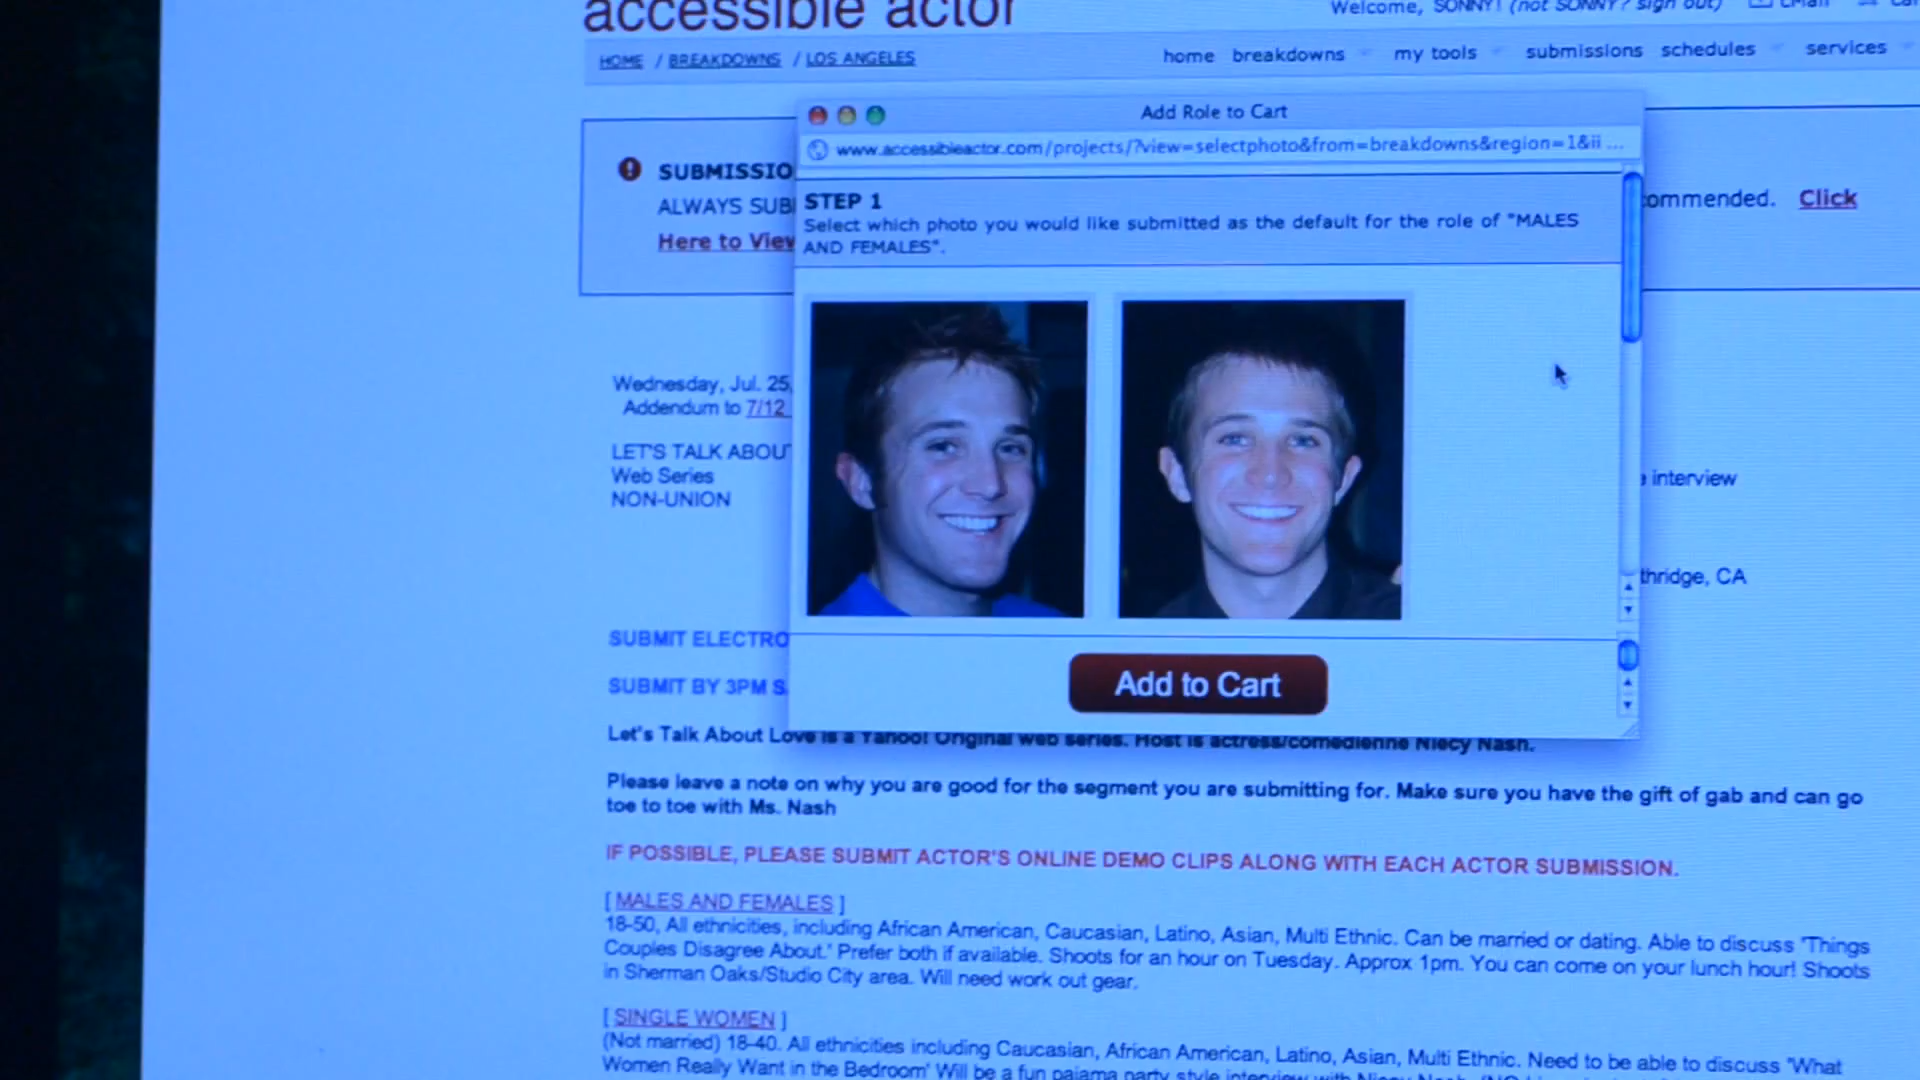 accessible actor
Welcome, SONNY! (not SONNY? sign out) EMail
HOME / BREAKDOWNS / LOS ANGELES
home breakdowns my tools submissions schedules services
Add Role to Cart
www.accessibleactor.com/projects/?view=selectphoto&from=breakdowns&region=1&ii ...
SUBMISSIO
ALWAYS SUB
Here to View
ommended. Click
STEP 1
Select which photo you would like submitted as the default for the role of "MALES
AND FEMALES".
Wednesday, Jul. 25,
Addendum to 7/12
LET'S TALK ABOUT
Web Series
NON-UNION
interview
thridge, CA
SUBMIT ELECTRO
SUBMIT BY 3PM S
Add to Cart
Let's Talk About Love is a Yahoo! Original web series. Host is actress/comedienne Niecy Nash.
Please leave a note on why you are good for the segment you are submitting for. Make sure you have the gift of gab and can go
toe to toe with Ms. Nash
IF POSSIBLE, PLEASE SUBMIT ACTOR'S ONLINE DEMO CLIPS ALONG WITH EACH ACTOR SUBMISSION.
[ MALES AND FEMALES ]
18-50, All ethnicities, including African American, Caucasian, Latino, Asian, Multi Ethnic. Can be married or dating. Able to discuss "Things
Couples Disagree About." Prefer both if available. Shoots for an hour on Tuesday. Approx 1pm. You can come on your lunch hour! Shoots
in Sherman Oaks/Studio City area. Will need work out gear.
[ SINGLE WOMEN ]
(Not married) 18-40. All ethnicities including Caucasian, African American, Latino, Asian, Multi Ethnic. Need to be able to discuss "What
Women Really Want in the Bedroom' Will be a fun pajama party style interview with Niecy Nash.